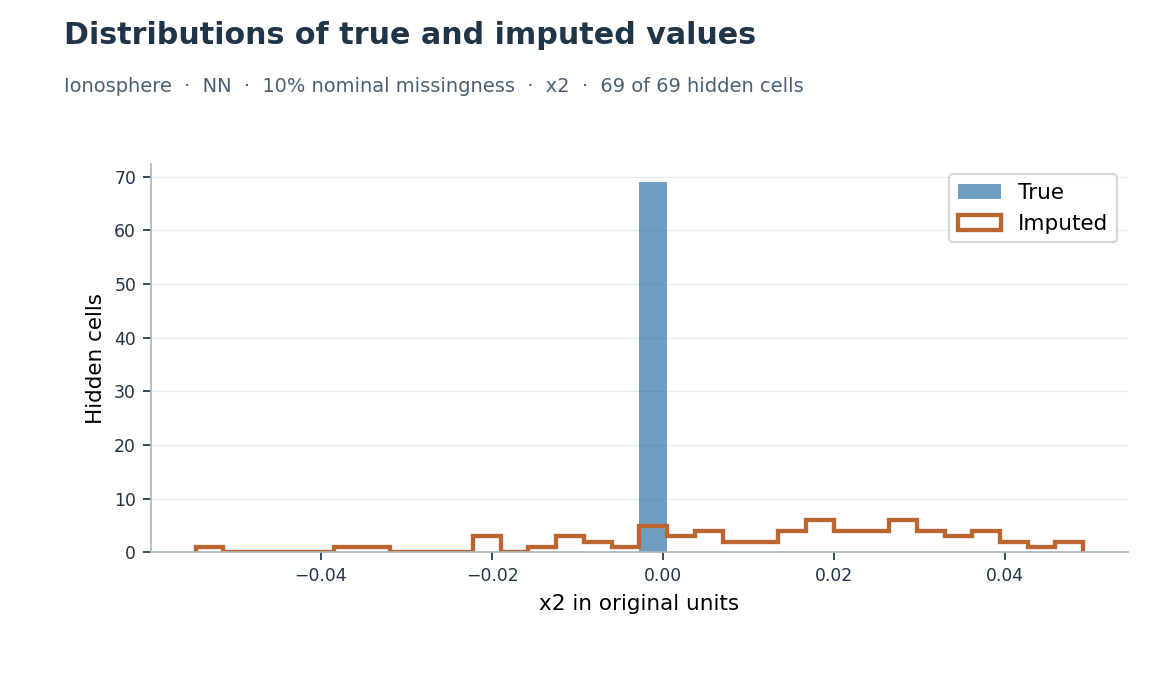 Distributions of true and imputed values
Ionosphere · NN · 10% nominal missingness · x2 · 69 of 69 hidden cells
70
60
50
40
30
20
10
0
Hidden cells
True
Imputed
−0.04
−0.02
0.00
0.02
0.04
x2 in original units